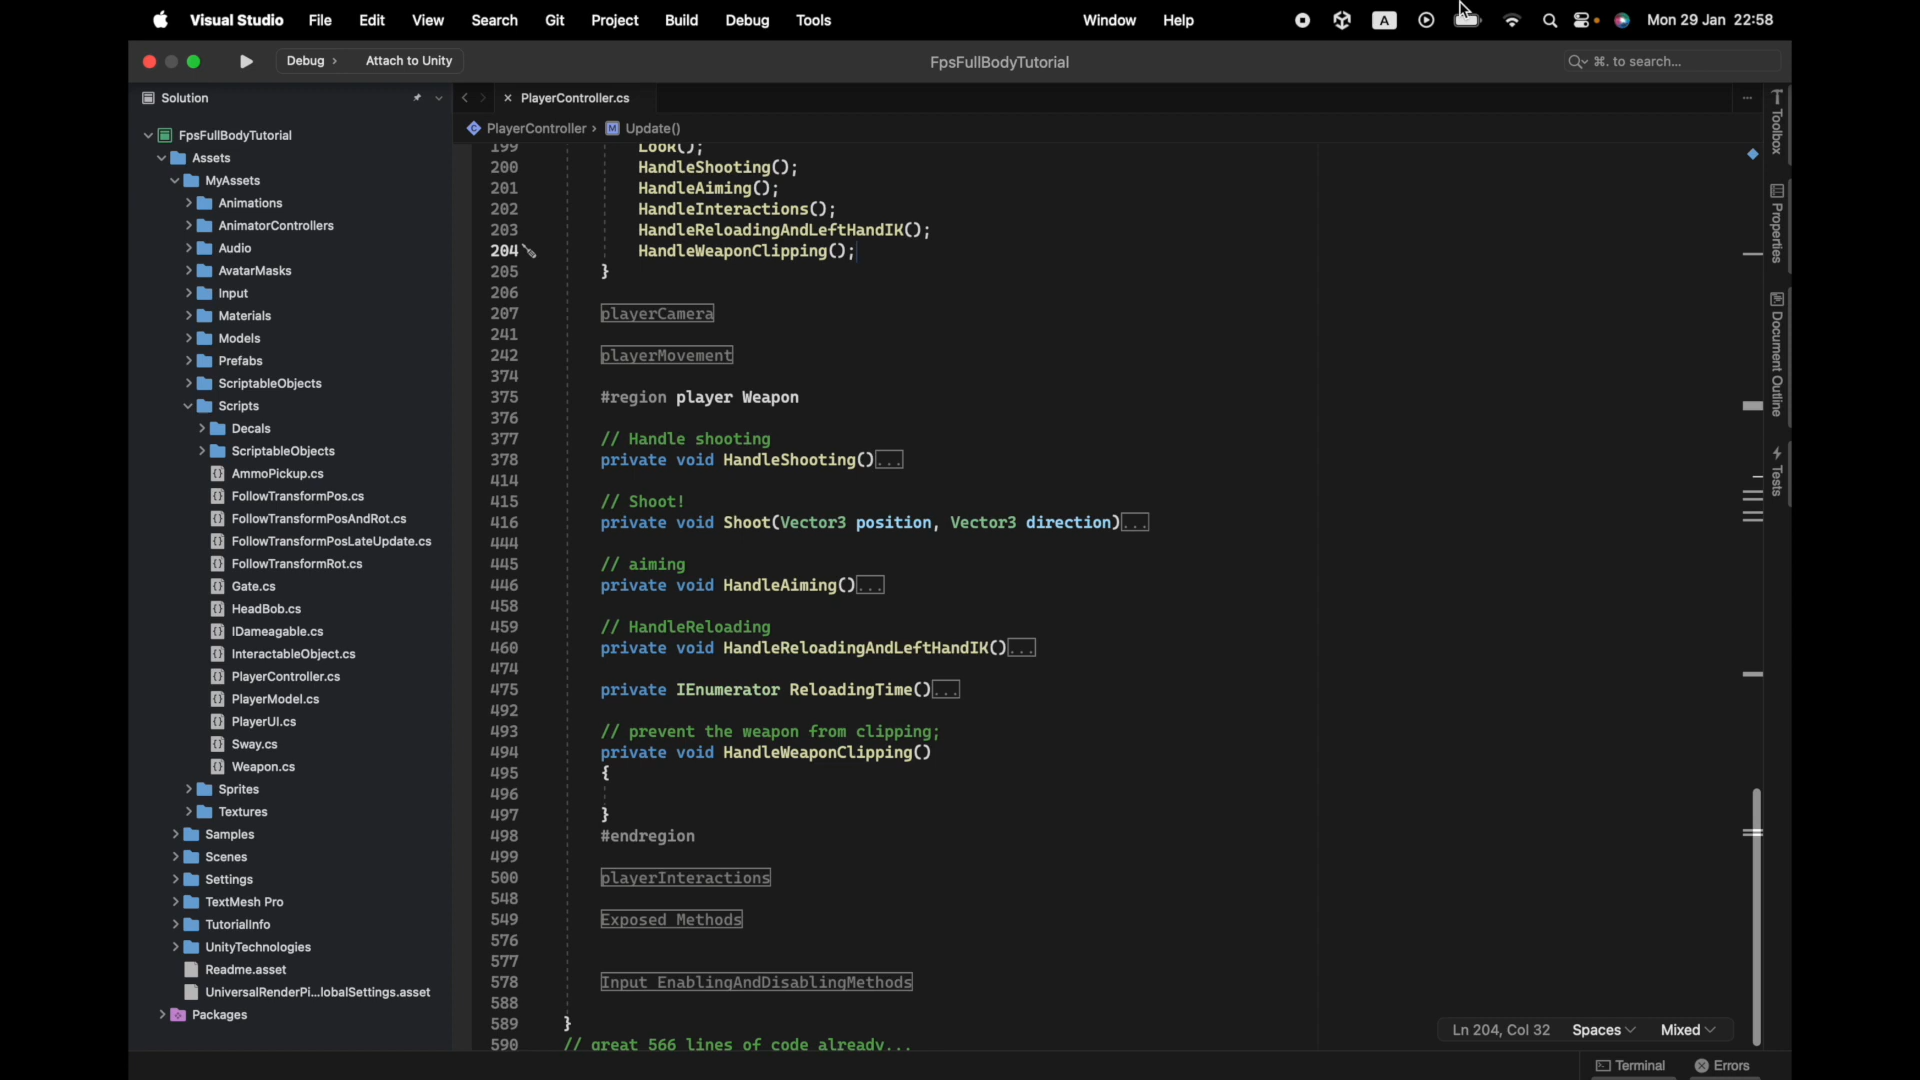 Visual Studio File Edit View Search Git Project Build Debug Tools Window Help A Mon 29 Jan 22:58
Debug › Attach to Unity FpsFullBodyTutorial ⌘. to search...
Solution
PlayerController.cs
PlayerController › M Update()
FpsFullBodyTutorial
Assets
MyAssets
Animations
AnimatorControllers
Audio
AvatarMasks
Input
Materials
Models
Prefabs
ScriptableObjects
Scripts
Decals
ScriptableObjects
AmmoPickup.cs
FollowTransformPos.cs
FollowTransformPosAndRot.cs
FollowTransformPosLateUpdate.cs
FollowTransformRot.cs
Gate.cs
HeadBob.cs
IDameagable.cs
InteractableObject.cs
PlayerController.cs
PlayerModel.cs
PlayerUI.cs
Sway.cs
Weapon.cs
Sprites
Textures
Samples
Scenes
Settings
TextMesh Pro
TutorialInfo
UnityTechnologies
Readme.asset
UniversalRenderPi...lobalSettings.asset
Packages
199 Look();
200 HandleShooting();
201 HandleAiming();
202 HandleInteractions();
203 HandleReloadingAndLeftHandIK();
204 HandleWeaponClipping();
205 }
206
207 playerCamera
241
242 playerMovement
374
375 #region player Weapon
376
377 // Handle shooting
378 private void HandleShooting()...
414
415 // Shoot!
416 private void Shoot(Vector3 position, Vector3 direction)...
444
445 // aiming
446 private void HandleAiming()...
458
459 // HandleReloading
460 private void HandleReloadingAndLeftHandIK()...
474
475 private IEnumerator ReloadingTime()...
492
493 // prevent the weapon from clipping;
494 private void HandleWeaponClipping()
495 {
496
497 }
498 #endregion
499
500 playerInteractions
548
549 Exposed Methods
576
577
578 Input EnablingAndDisablingMethods
588
589 }
590 // great 566 lines of code already...
Toolbox
Properties
Document Outline
Tests
Ln 204, Col 32 Spaces Mixed
Terminal Errors